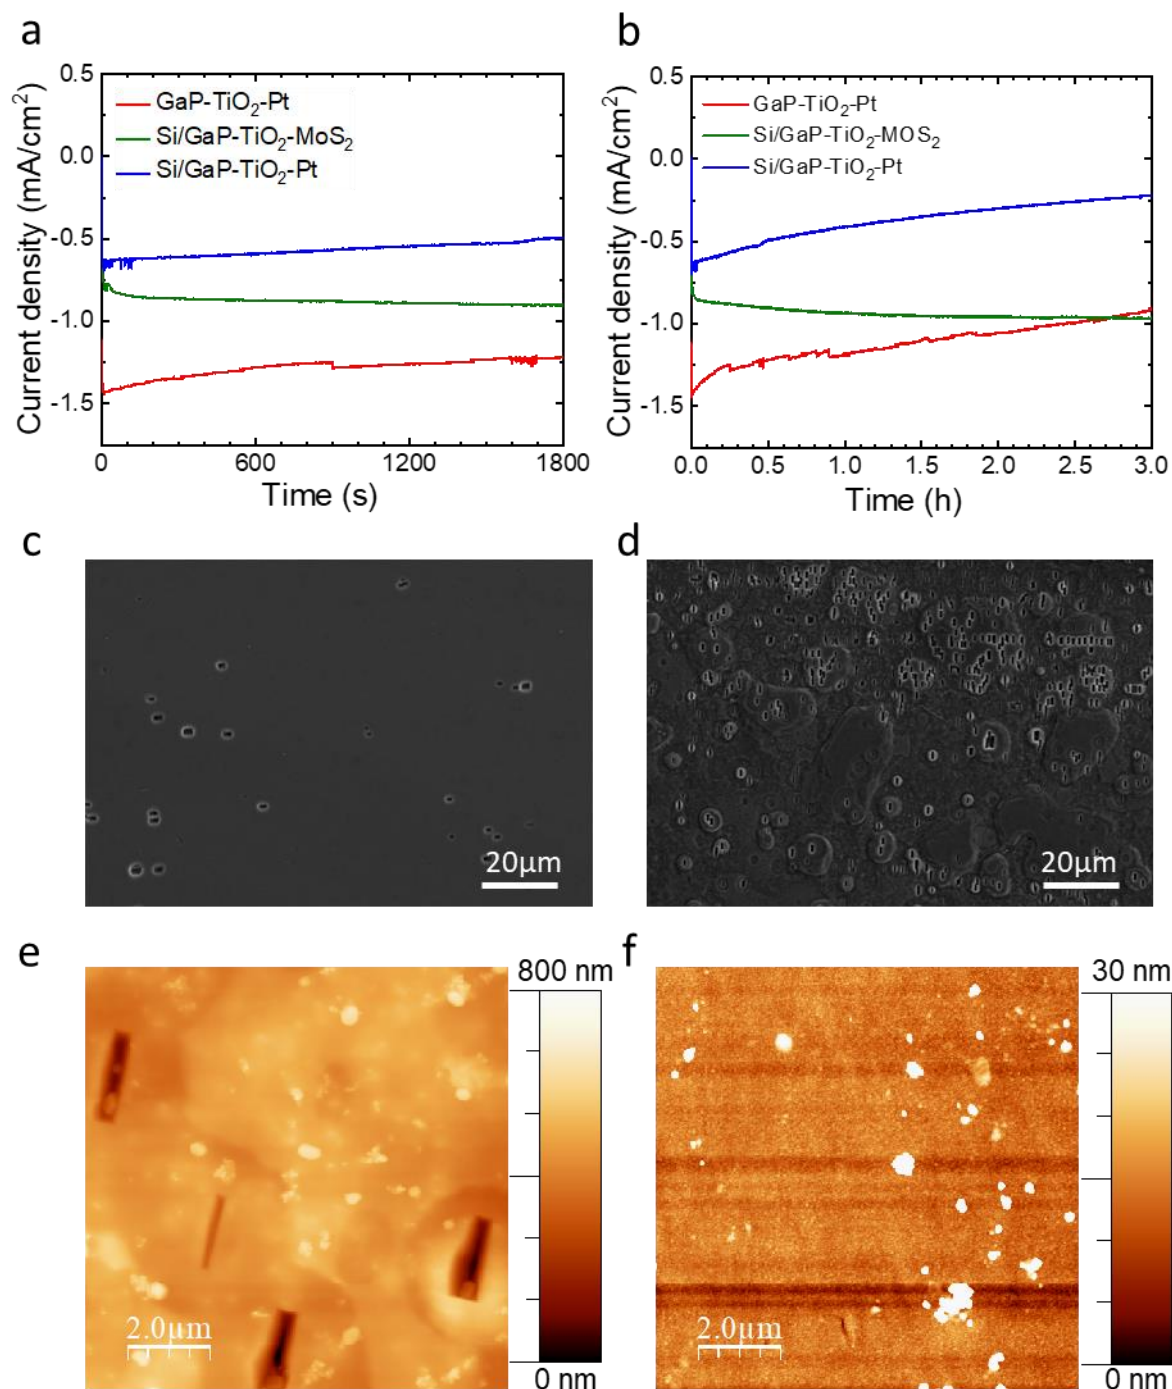 a
0.5
0.0
-0.5
-1.0
-1.5
Current density (mA/cm²)
GaP-TiO₂-Pt
Si/GaP-TiO₂-MoS₂
Si/GaP-TiO₂-Pt
0 600 1200 1800
Time (s)
b
0.5
0.0
-0.5
-1.0
-1.5
Current density (mA/cm²)
GaP-TiO₂-Pt
Si/GaP-TiO₂-MOS₂
Si/GaP-TiO₂-Pt
0.0 0.5 1.0 1.5 2.0 2.5 3.0
Time (h)
c
20μm
d
20μm
e
800 nm
2.0μm
0 nm
f
30 nm
2.0μm
0 nm